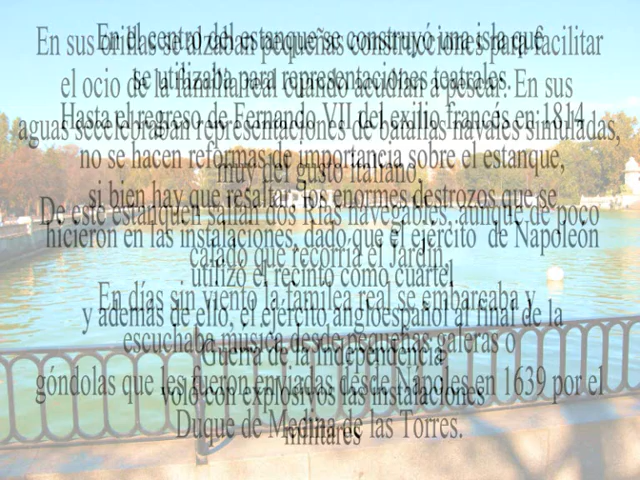 En el centro del estanque se construyó una isla que
se utilizaba para representaciones teatrales.
Hasta el regreso de Fernando VII del exilio francés en 1814
no se hacen reformas de importancia sobre el estanque,
si bien hay que resaltar los enormes destrozos que se
hicieron en las instalaciones, dado que el ejército de Napoleón
utilizó el recinto como cuartel
y además de ello, el ejército angloespañol al final de la
Guerra de la Independencia
voló con explosivos las instalaciones
militares
En sus orillas se alzaban pequeñas construcciones para facilitar
el ocio de la familia real cuando acudían a pescar. En sus
aguas secelebraban representaciones de batallas navales simuladas,
muy del gusto italiano.
De este estanquen salían dos Rías navegables, aunque de poco
calado que recorría el Jardín.
En días sin viento la familea real se embarcaba y
escuchaba música desde pequeñas galeras o
góndolas que les fueron enviadas desde Nápoles en 1639 por el
Duque de Medina de las Torres.